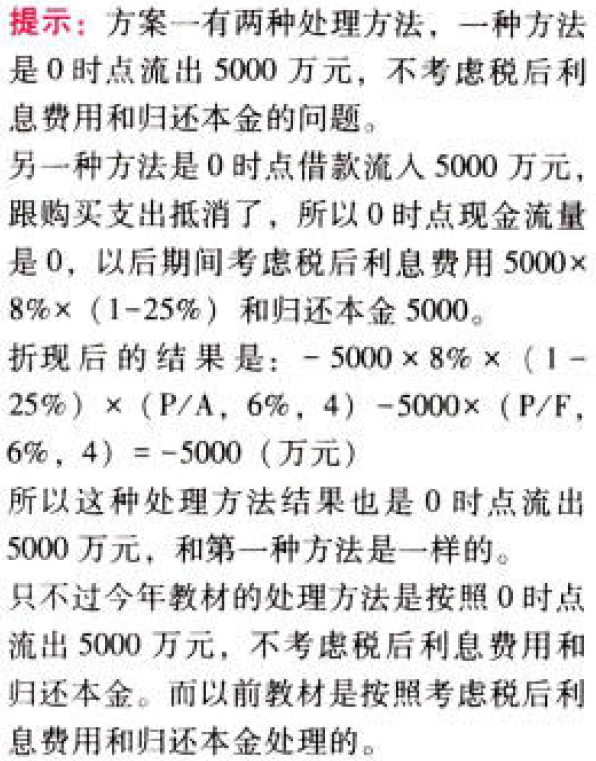 提示：方案一有两种处理方法，一种方法
是0时点流出 5000 万元，不考虑税后利
息费用和归还本金的问题。
另一种方法是0时点借款流入 5000 万元，
跟购买支出抵消了，所以0时点现金流量
是0，以后期间考虑税后利息费用 5000×
8%×（1-25%）和归还本金 5000。
折现后的结果是：-5000×8%×（1-
25%）×（P/A，6%，4）-5000×（P/F，
6%，4）=-5000（万元）
所以这种处理方法结果也是 0 时点流出
5000 万元，和第一种方法是一样的。
只不过今年教材的处理方法是按照 0 时点
流出 5000 万元，不考虑税后利息费用和
归还本金。而以前教材是按照考虑税后利
息费用和归还本金处理的。